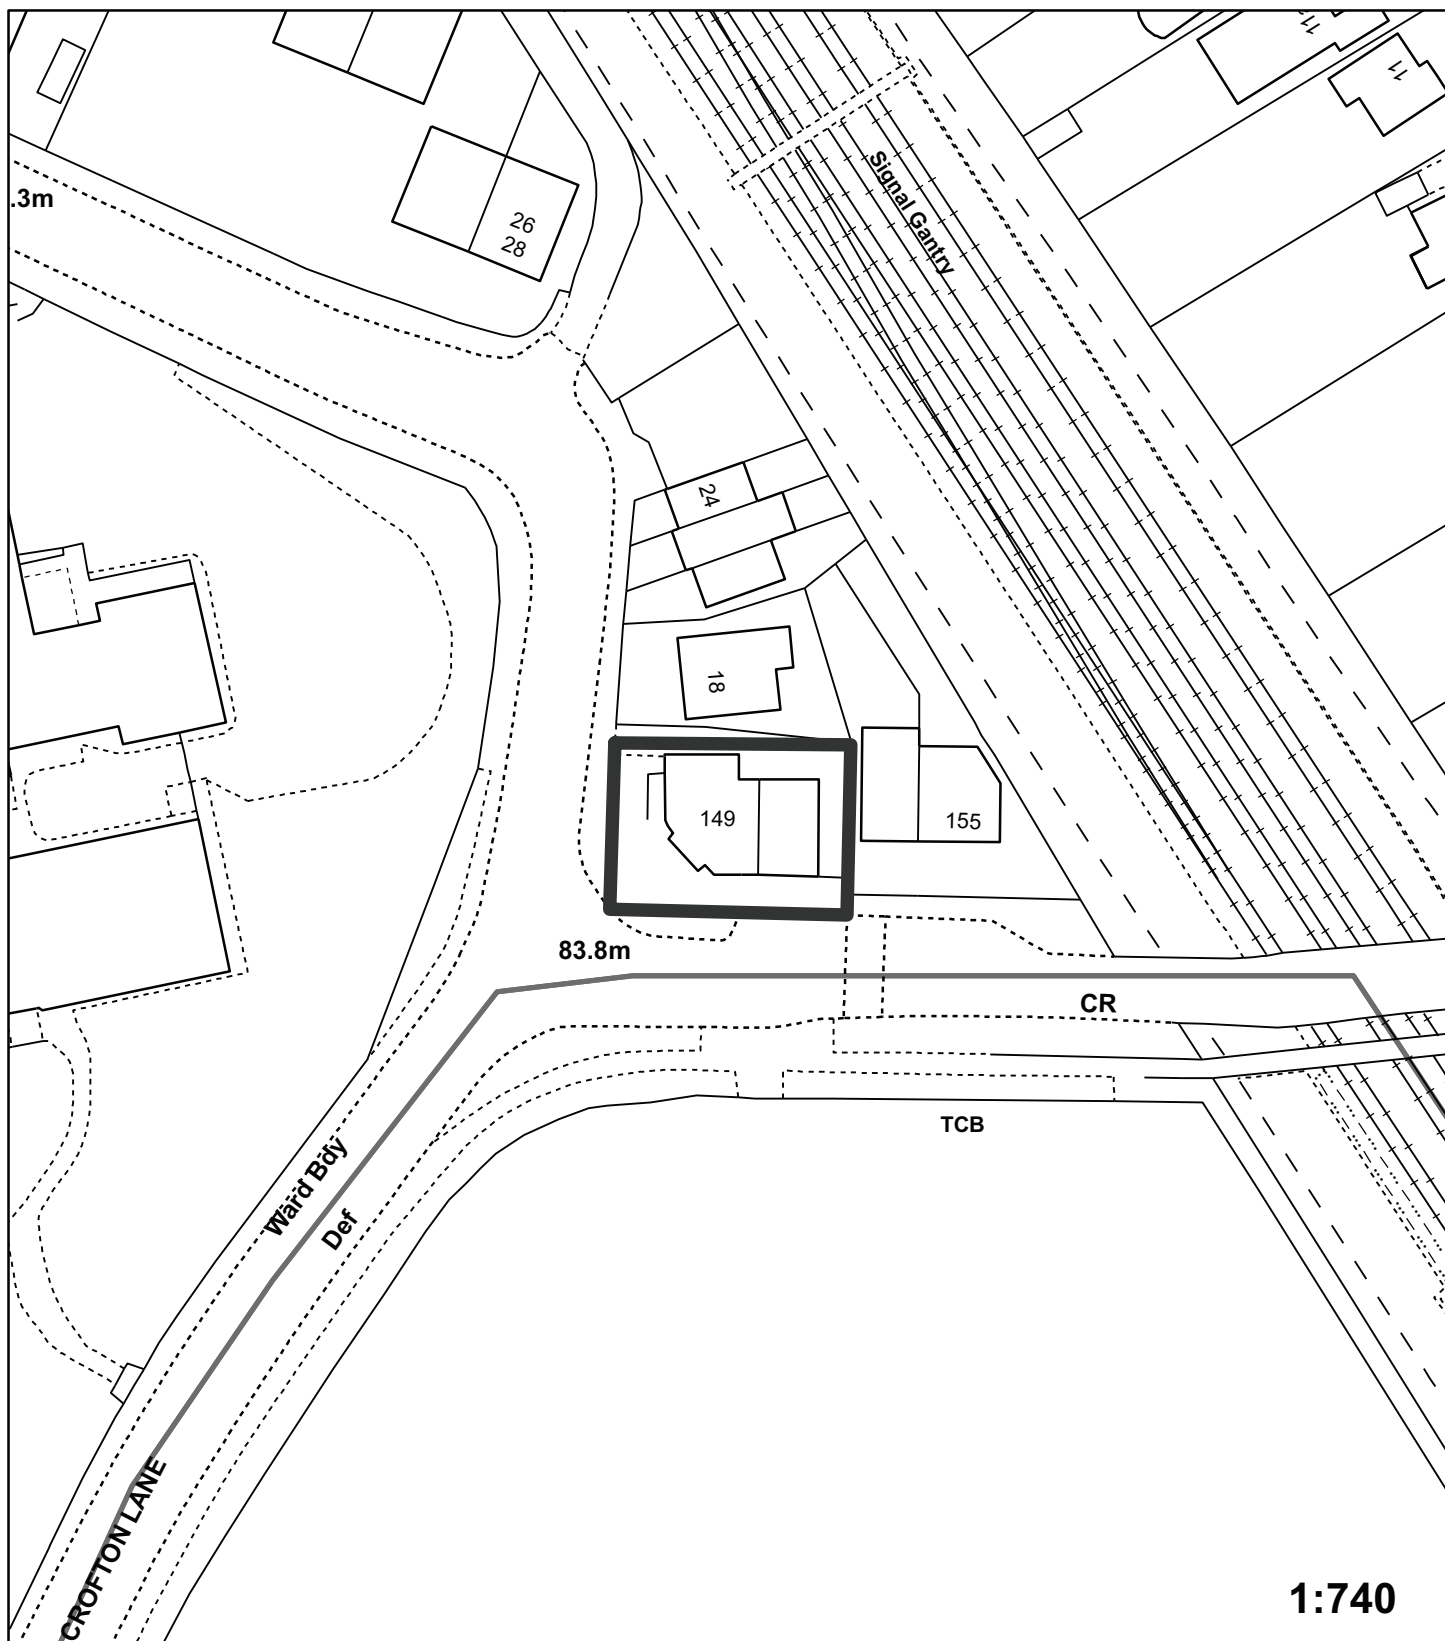 11
.3m
26
28
Signal Gantry
24
18
149
155
83.8m
CR
TCB
Ward Bdy
Def
CROFTON LANE
1:740